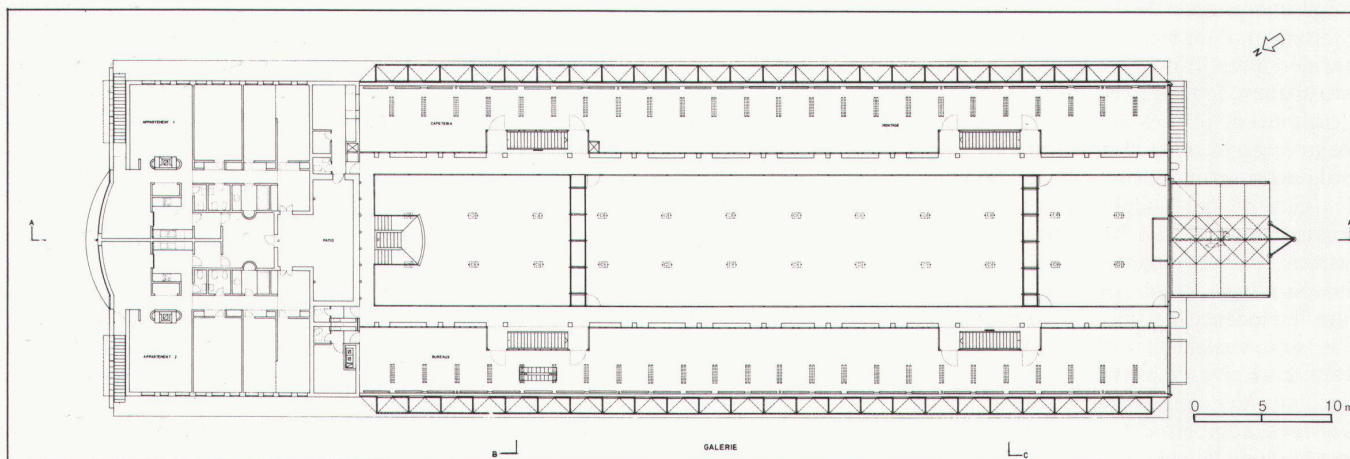 N
APPARTEMENT 1
CAFETERIA
MONTAGE
A
PATIO
A
APPARTEMENT 2
BUREAUX
0 5 10 m
B
GALERIE
C